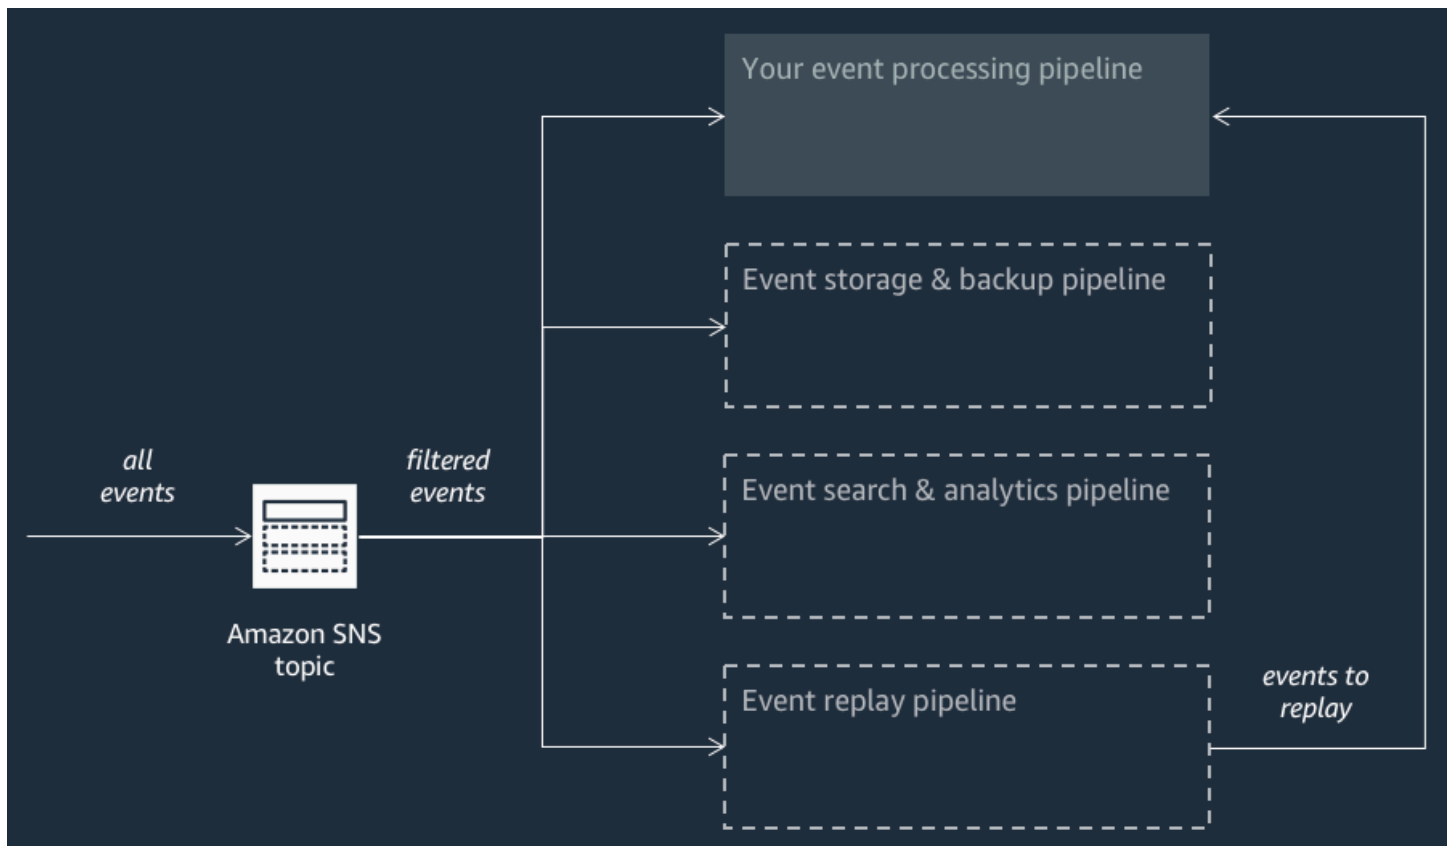 Your event processing pipeline
Event storage & backup pipeline
all
events
filtered
events
Event search & analytics pipeline
Amazon SNS
topic
Event replay pipeline
events to
replay